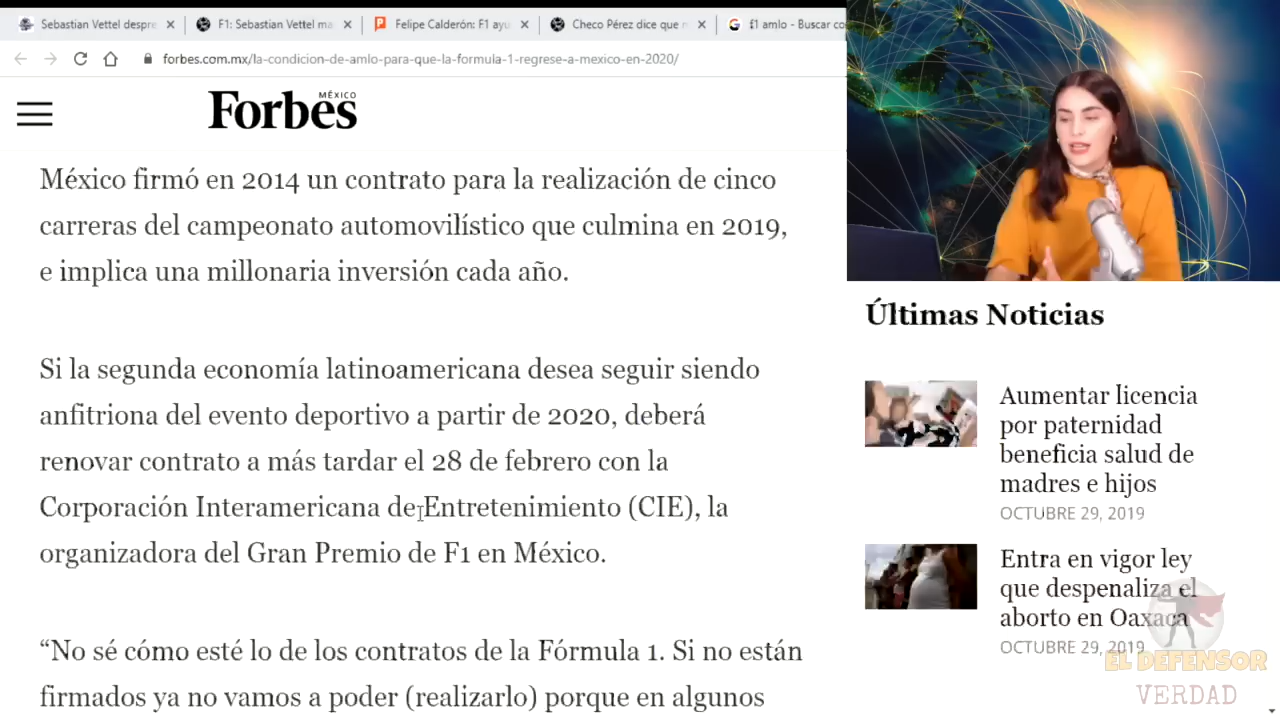 Sebastian Vettel despre
F1: Sebastian Vettel ma
Felipe Calderón: F1 ayu
Checo Pérez dice que n
f1 amlo - Buscar co
forbes.com.mx/la-condicion-de-amlo-para-que-la-formula-1-regrese-a-mexico-en-2020/
Forbes
MÉXICO
México firmó en 2014 un contrato para la realización de cinco
carreras del campeonato automovilístico que culmina en 2019,
e implica una millonaria inversión cada año.
Si la segunda economía latinoamericana desea seguir siendo
anfitriona del evento deportivo a partir de 2020, deberá
renovar contrato a más tardar el 28 de febrero con la
Corporación Interamericana de Entretenimiento (CIE), la
organizadora del Gran Premio de F1 en México.
“No sé cómo esté lo de los contratos de la Fórmula 1. Si no están
firmados ya no vamos a poder (realizarlo) porque en algunos
Últimas Noticias
Aumentar licencia
por paternidad
beneficia salud de
madres e hijos
OCTUBRE 29, 2019
Entra en vigor ley
que despenaliza el
aborto en Oaxaca
OCTUBRE 29, 2019
EL DEFENSOR
VERDAD